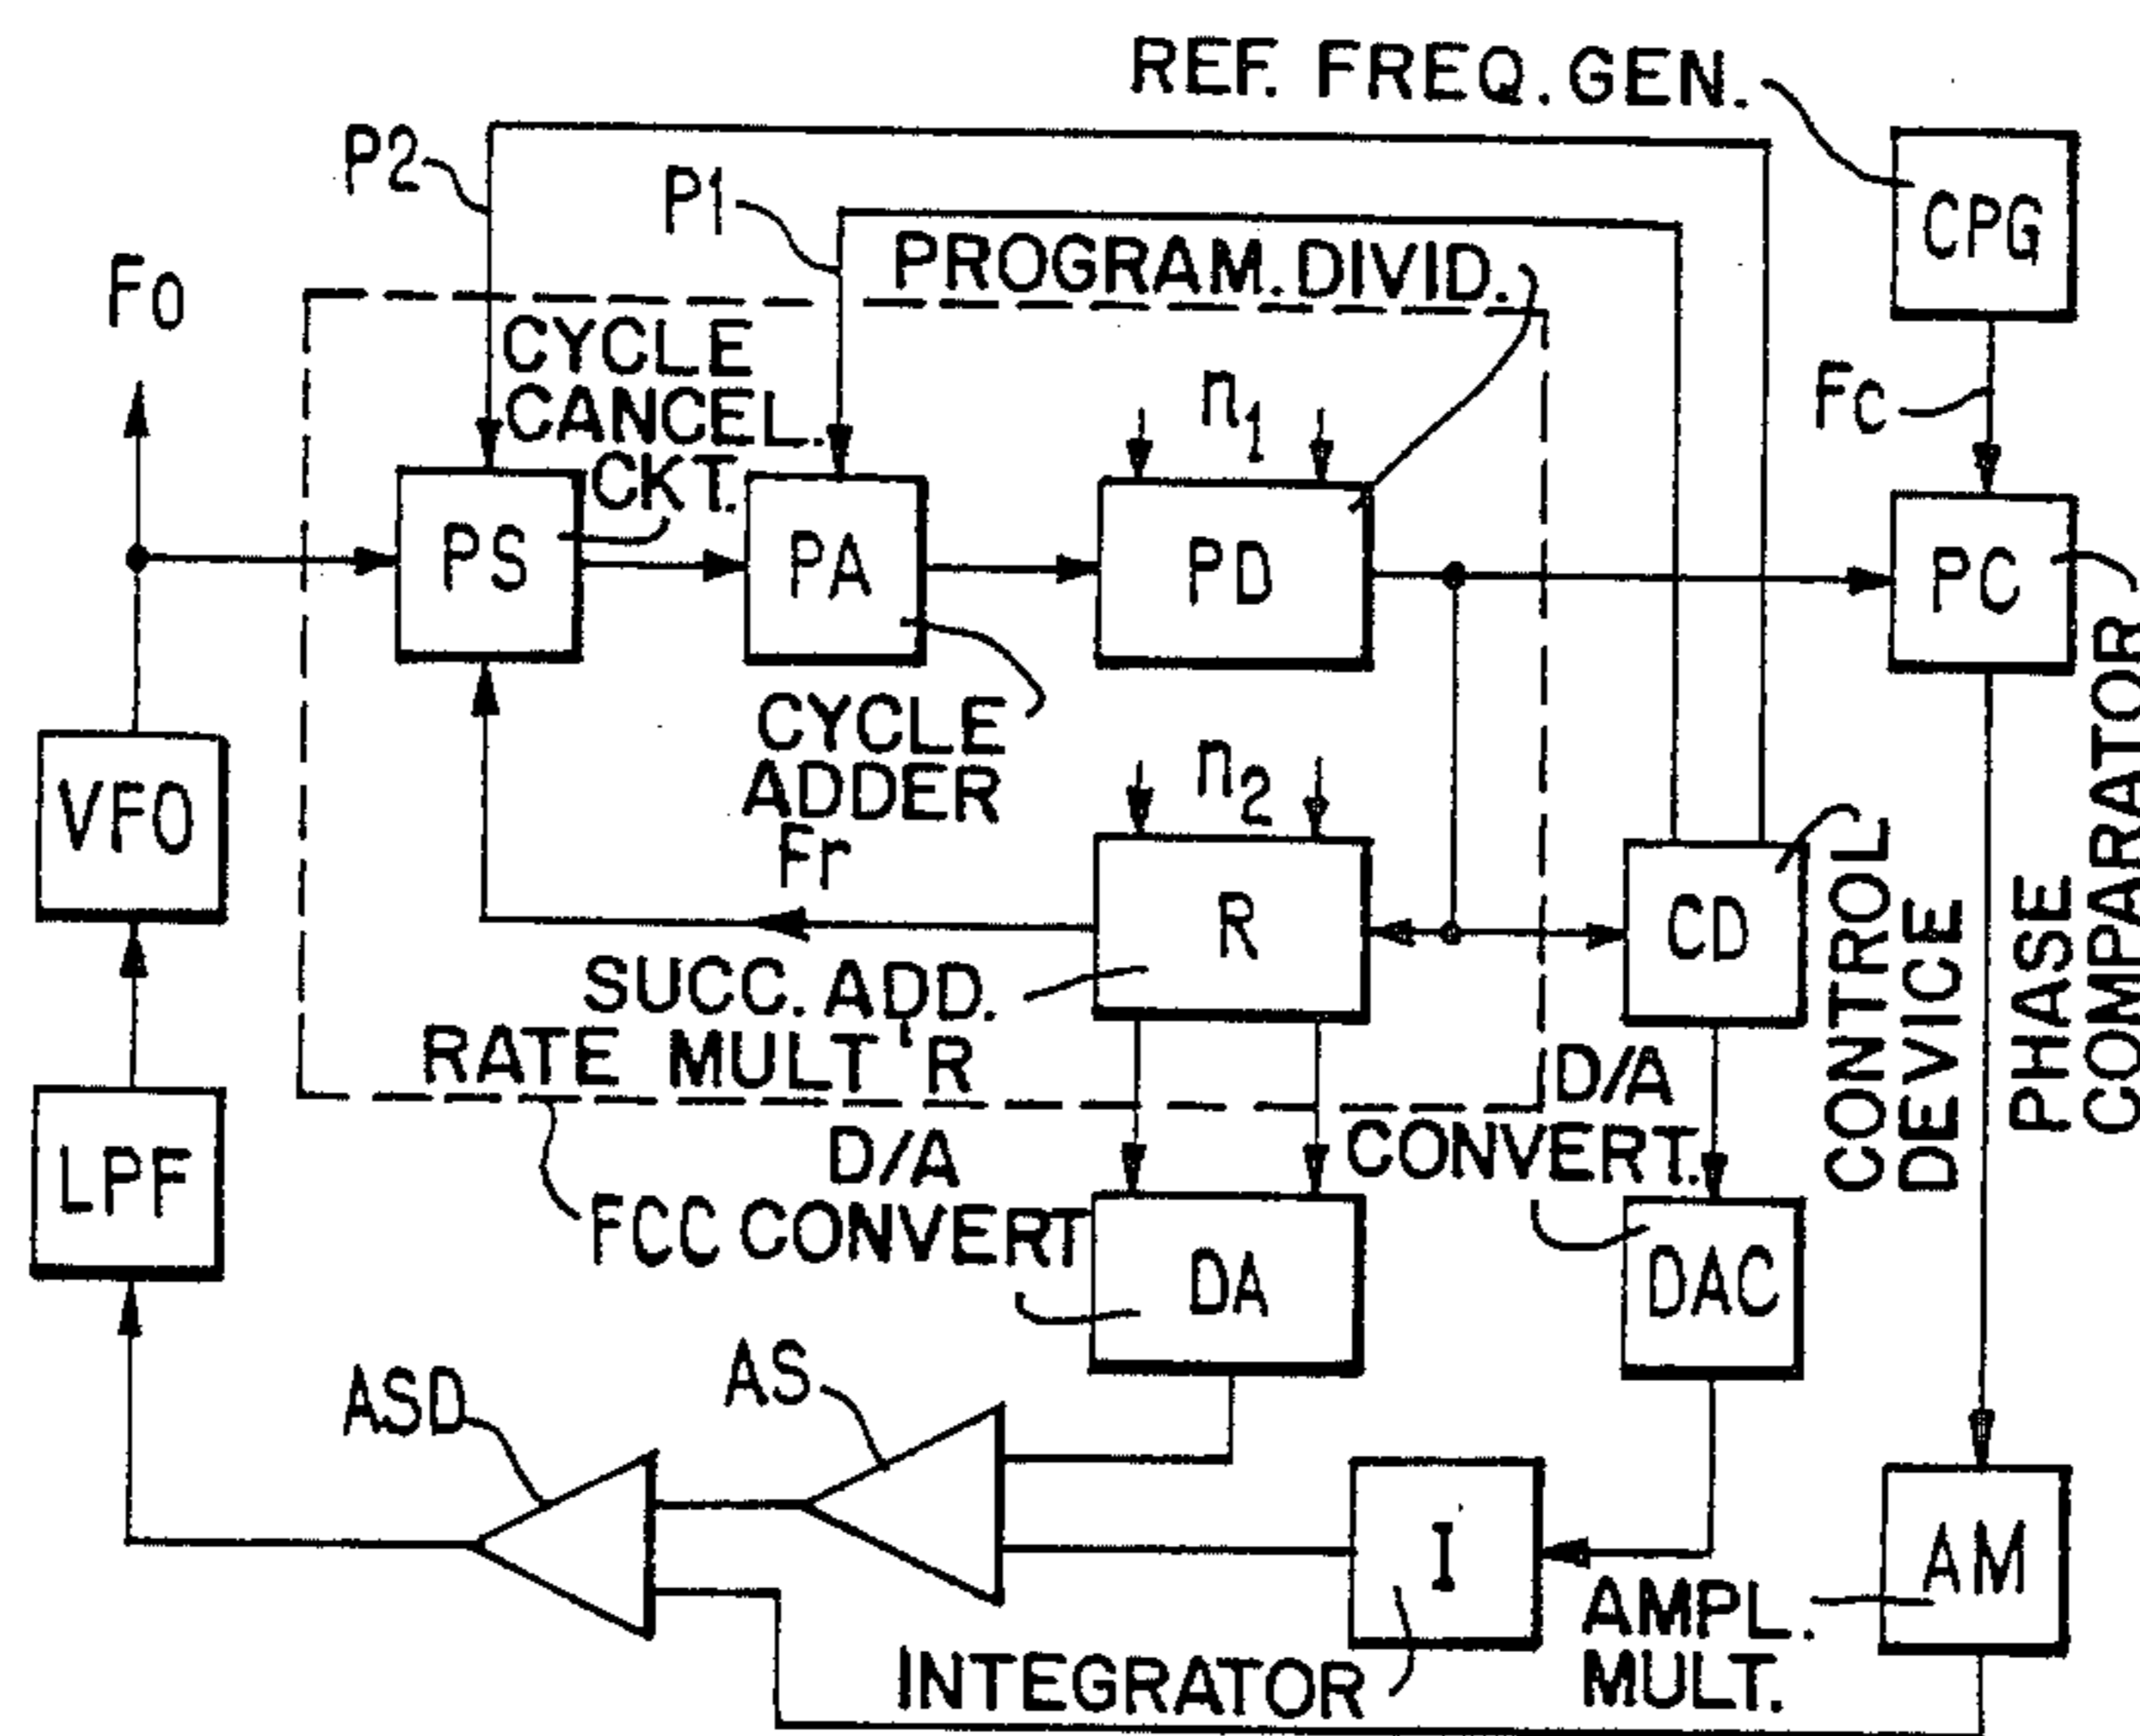 REF. FREQ. GEN.
P2
P1
CPG
PROGRAM. DIVID.
Fo
CYCLE
CANCEL.
CKT.
n1
Fc
PS
PA
PD
PC
CYCLE
ADDER
n2
VFO
Fr
R
CD
PHASE
COMPARATOR
CONTROL
DEVICE
SUCC. ADD.
RATE MULT'R
D/A
CONVERT.
D/A
CONVERT
FCC
LPF
DA
DAC
ASD
AS
I
AM
AMPL.
MULT.
INTEGRATOR